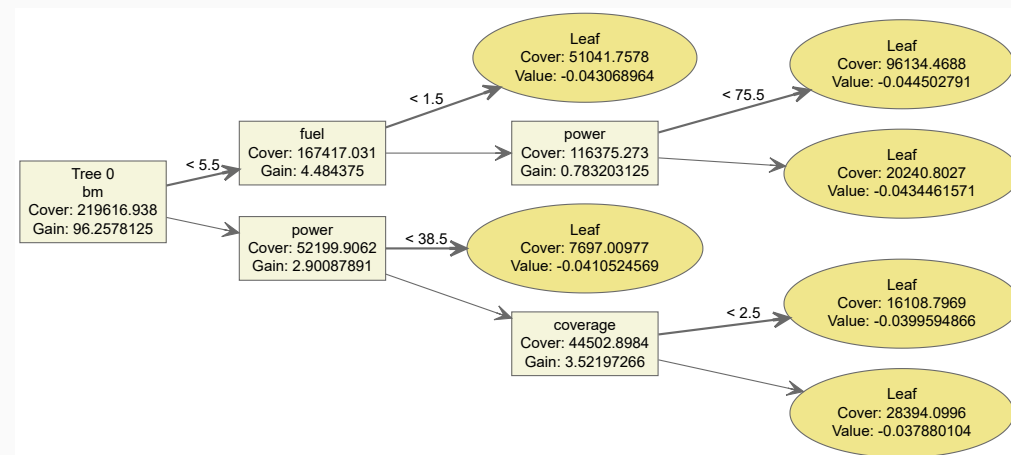 Leaf
Cover: 51041.7578
Value: -0.043068964
Leaf
Cover: 96134.4688
Value: -0.044502791
< 1.5
< 75.5
fuel
Cover: 167417.031
Gain: 4.484375
power
Cover: 116375.273
Gain: 0.783203125
< 5.5
Tree 0
bm
Cover: 219616.938
Gain: 96.2578125
Leaf
Cover: 20240.8027
Value: -0.0434461571
power
Cover: 52199.9062
Gain: 2.90087891
< 38.5
Leaf
Cover: 7697.00977
Value: -0.0410524569
Leaf
Cover: 16108.7969
Value: -0.0399594866
< 2.5
coverage
Cover: 44502.8984
Gain: 3.52197266
Leaf
Cover: 28394.0996
Value: -0.037880104